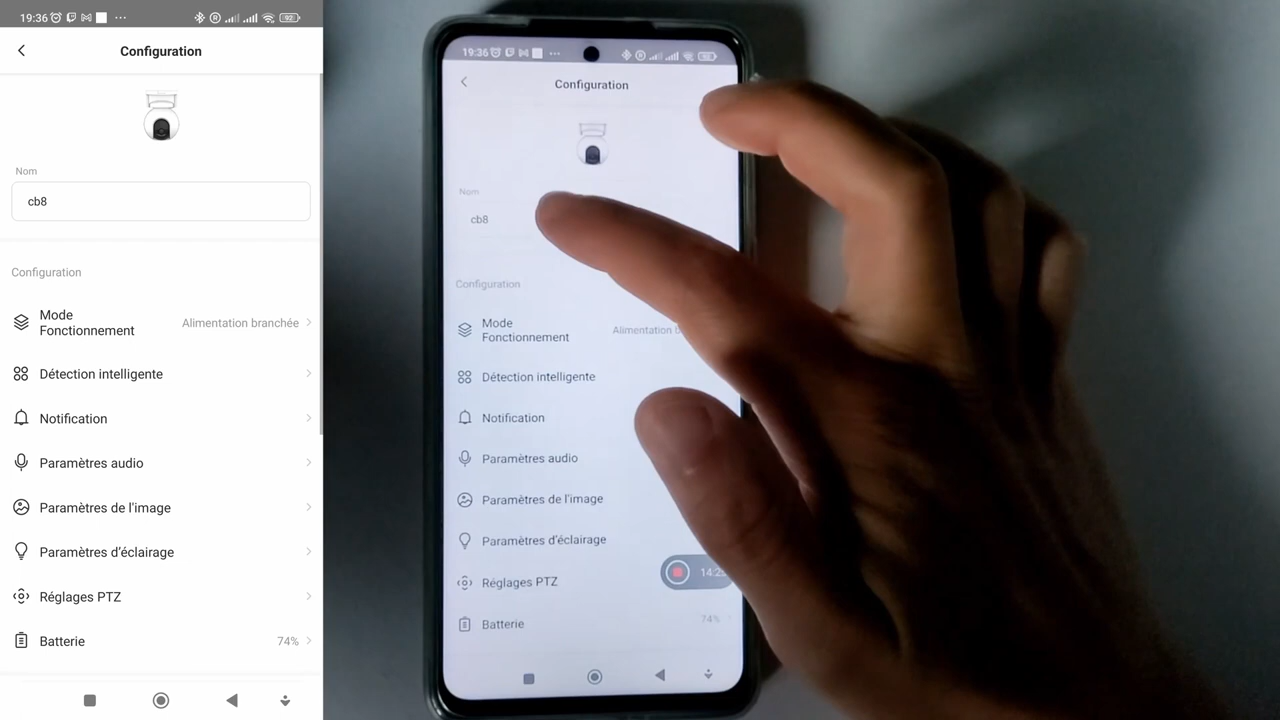 19:36
92
Configuration
Nom
cb8
Configuration
Mode
Fonctionnement
Alimentation branchée
Détection intelligente
Notification
Paramètres audio
Paramètres de l'image
Paramètres d'éclairage
Réglages PTZ
Batterie
74%
19:36
Configuration
Nom
cb8
Configuration
Mode
Fonctionnement
Alimentation
Détection intelligente
Notification
Paramètres audio
Paramètres de l'image
Paramètres d'éclairage
Réglages PTZ
Batterie
74%